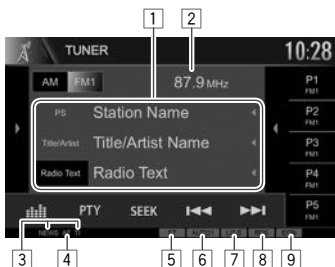 1 2
TUNER 10:28
AM FM1 87.9 MHz P1
FM1
PS Station Name P2
FM1
Title/Artist Title/Artist Name P3
FM1
Radio Text Radio Text P4
FM1
PTY SEEK P5
FM1
NEWS AF TI
3 4 5 6 7 8 9